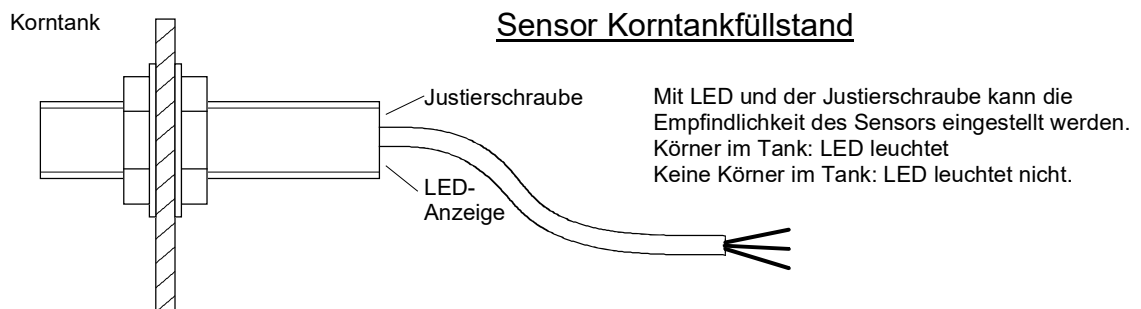 Korntank
Sensor Korntankfüllstand
Justierschraube
LED-
Anzeige
Mit LED und der Justierschraube kann die
Empfindlichkeit des Sensors eingestellt werden.
Körner im Tank: LED leuchtet
Keine Körner im Tank: LED leuchtet nicht.